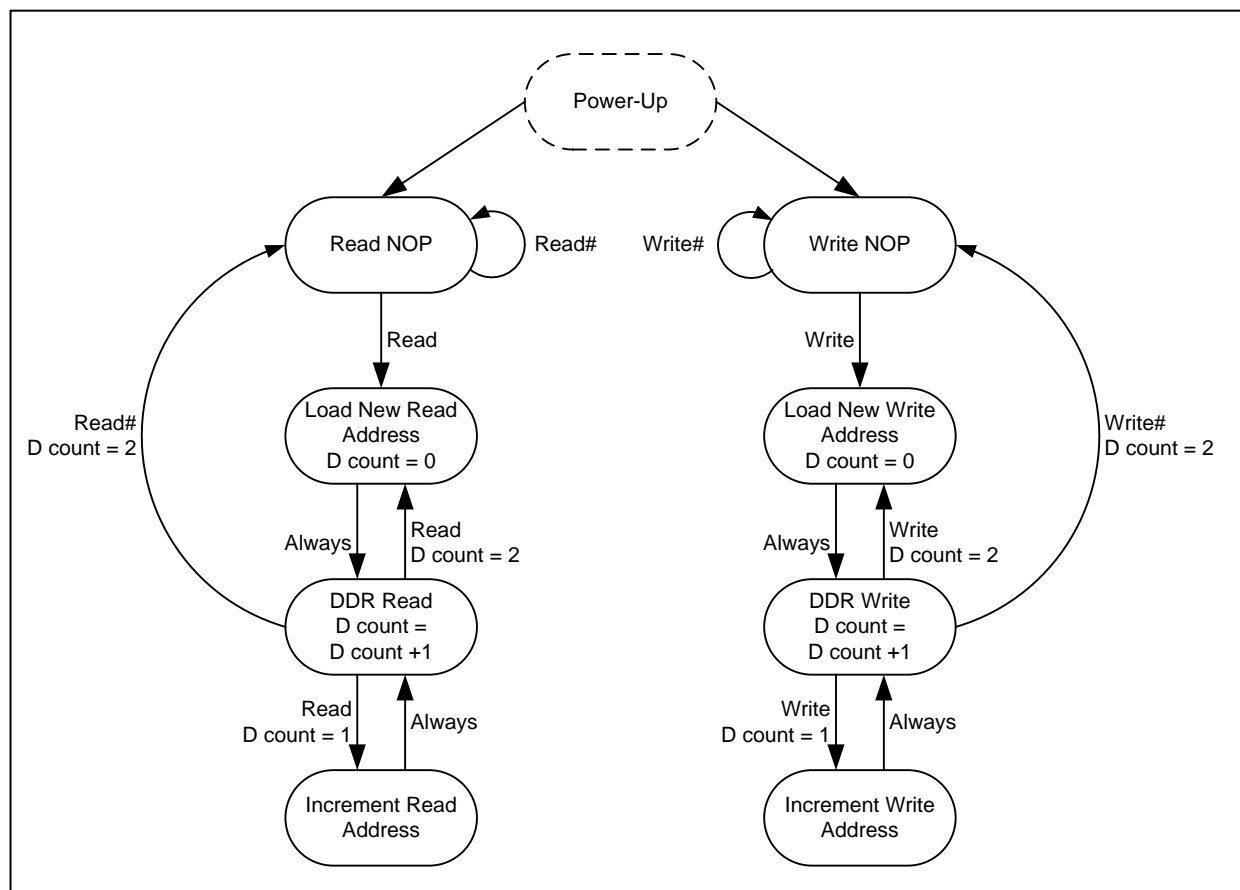 Power-Up
Read NOP
Read#
Write#
Write NOP
Read
Write
Load New Read
Address
D count = 0
Load New Write
Address
D count = 0
Read#
D count = 2
Write#
D count = 2
Always
Read
D count = 2
Always
Write
D count = 2
DDR Read
D count =
D count +1
DDR Write
D count =
D count +1
Read
D count = 1
Always
Write
D count = 1
Always
Increment Read
Address
Increment Write
Address